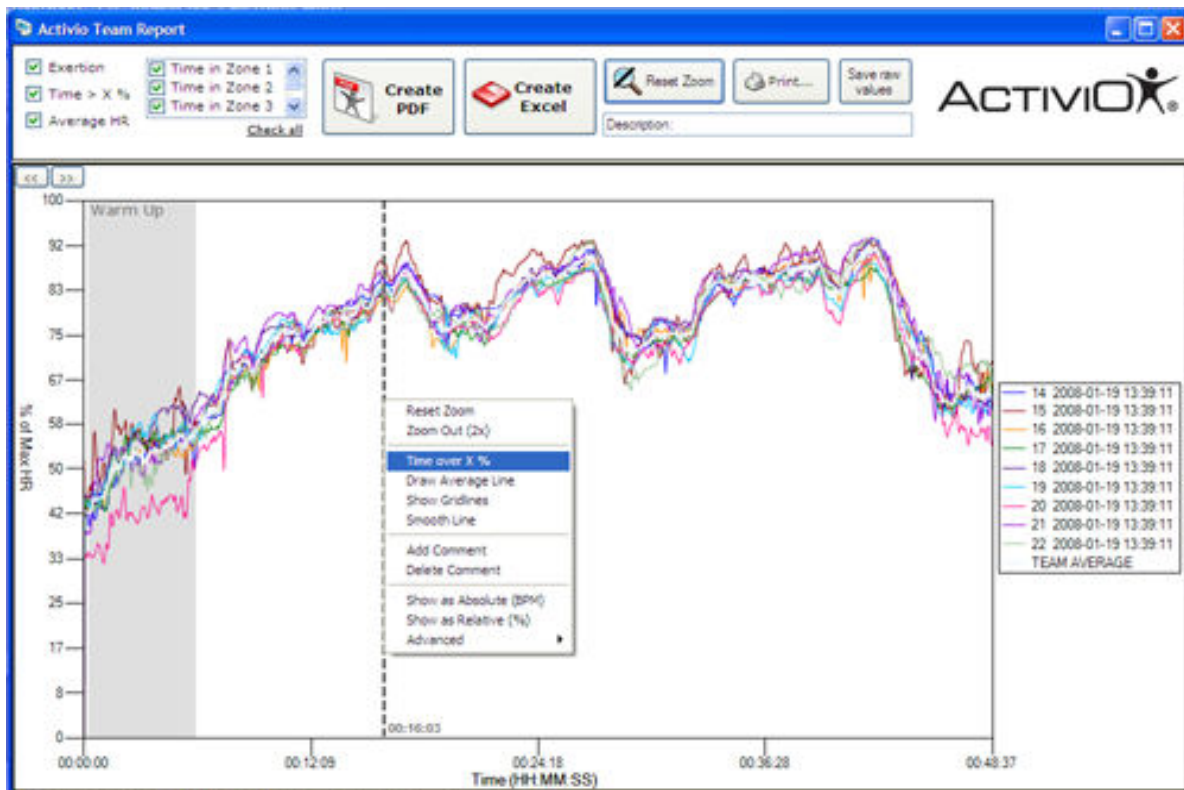 Activio Team Report
Exertion
Time > X %
Average HR
Time in Zone 1
Time in Zone 2
Time in Zone 3
Check all
Create PDF
Create Excel
Reset Zoom
Print...
Save raw values
Description:
ACTIVIO®
<< >>
Warm Up
100
92
83
75
67
58
50
42
33
25
17
8
0
% of Max HR
Reset Zoom
Zoom Out (2x)
Time over X %
Draw Average Line
Show Gridlines
Smooth Line
Add Comment
Delete Comment
Show as Absolute (BPM)
Show as Relative (%)
Advanced
00:16:03
14 2008-01-19 13:39:11
15 2008-01-19 13:39:11
16 2008-01-19 13:39:11
17 2008-01-19 13:39:11
18 2008-01-19 13:39:11
19 2008-01-19 13:39:11
20 2008-01-19 13:39:11
21 2008-01-19 13:39:11
22 2008-01-19 13:39:11
TEAM AVERAGE
00:00:00 00:12:09 00:24:18 00:36:28 00:48:37
Time (HH:MM:SS)